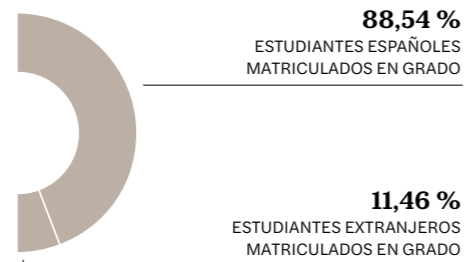 88,54 %
ESTUDIANTES ESPAÑOLES
MATRICULADOS EN GRADO
11,46 %
ESTUDIANTES EXTRANJEROS
MATRICULADOS EN GRADO